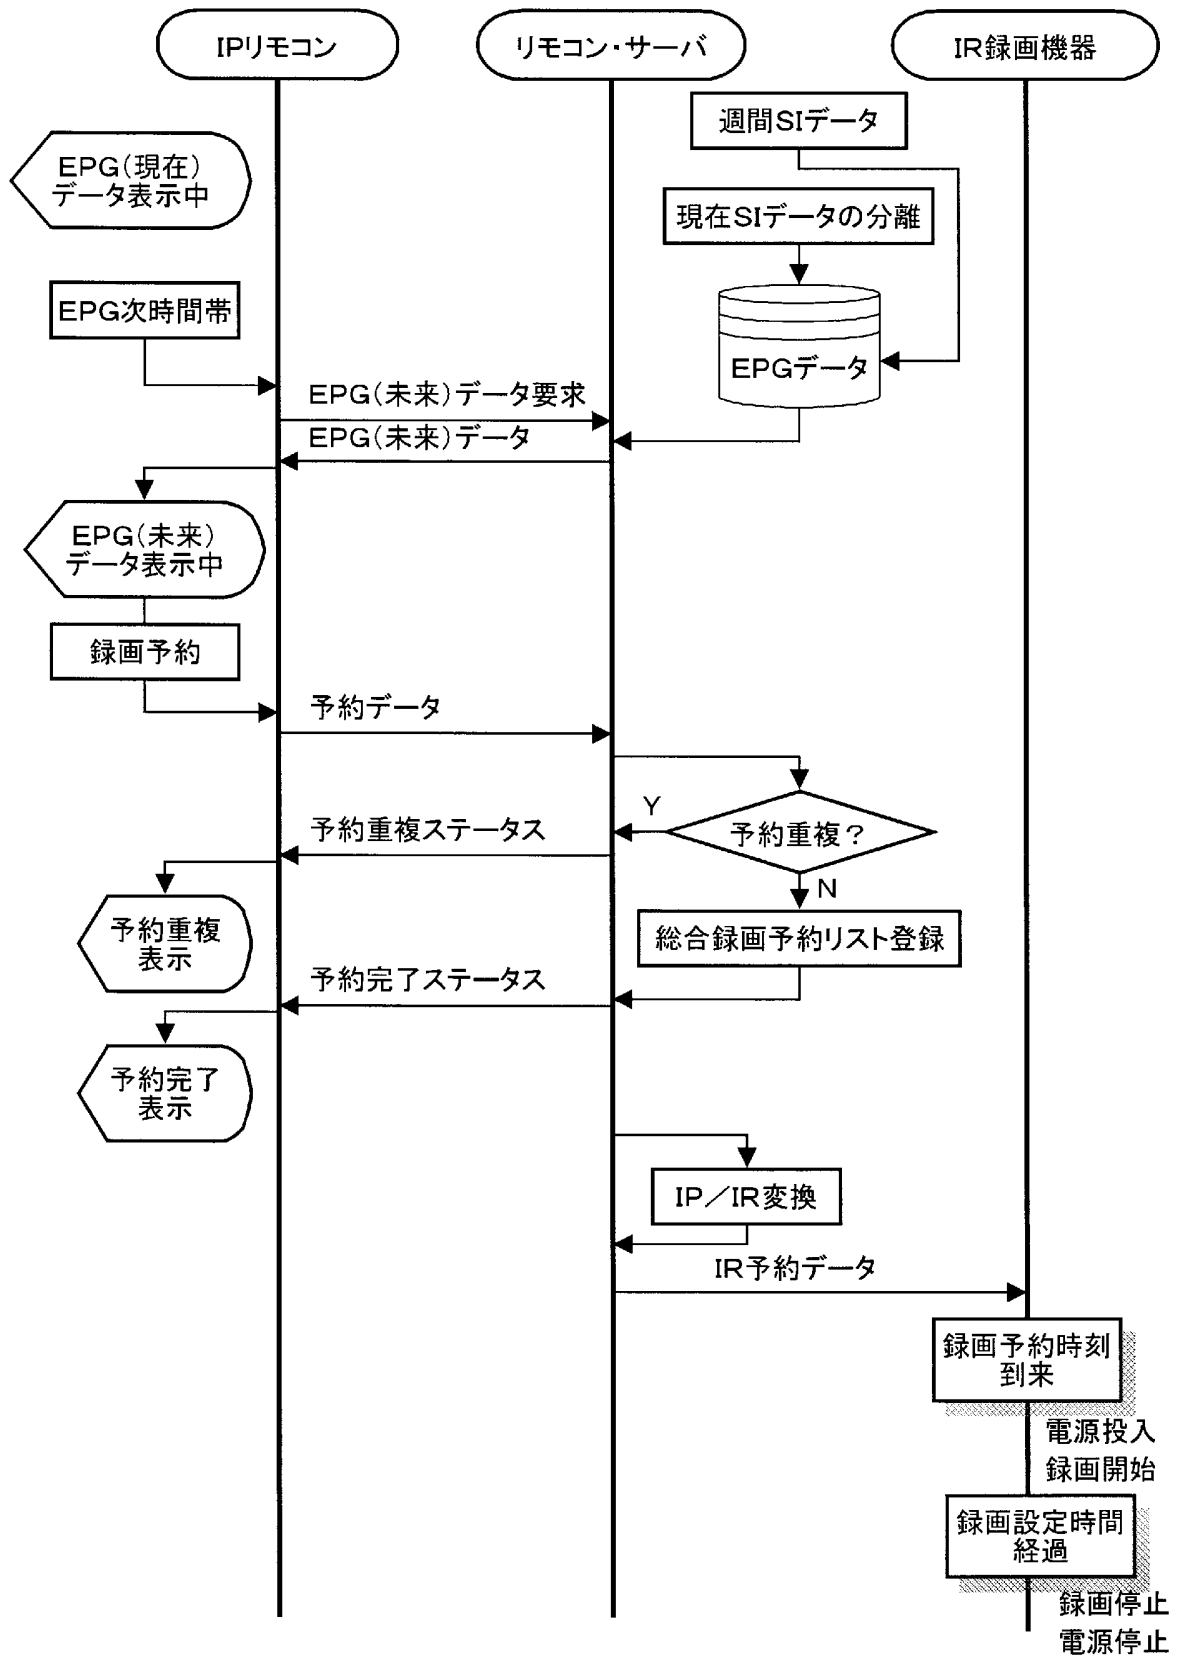 IPリモコン
リモコン・サーバ
IR録画機器
週間SIデータ
EPG(現在)
データ表示中
現在SIデータの分離
EPG次時間帯
EPGデータ
EPG(未来)データ要求
EPG(未来)データ
EPG(未来)
データ表示中
録画予約
予約データ
予約重複?
Y
予約重複ステータス
N
予約重複
表示
総合録画予約リスト登録
予約完了ステータス
予約完了
表示
IP/IR変換
IR予約データ
録画予約時刻
到来
電源投入
録画開始
録画設定時間
経過
録画停止
電源停止